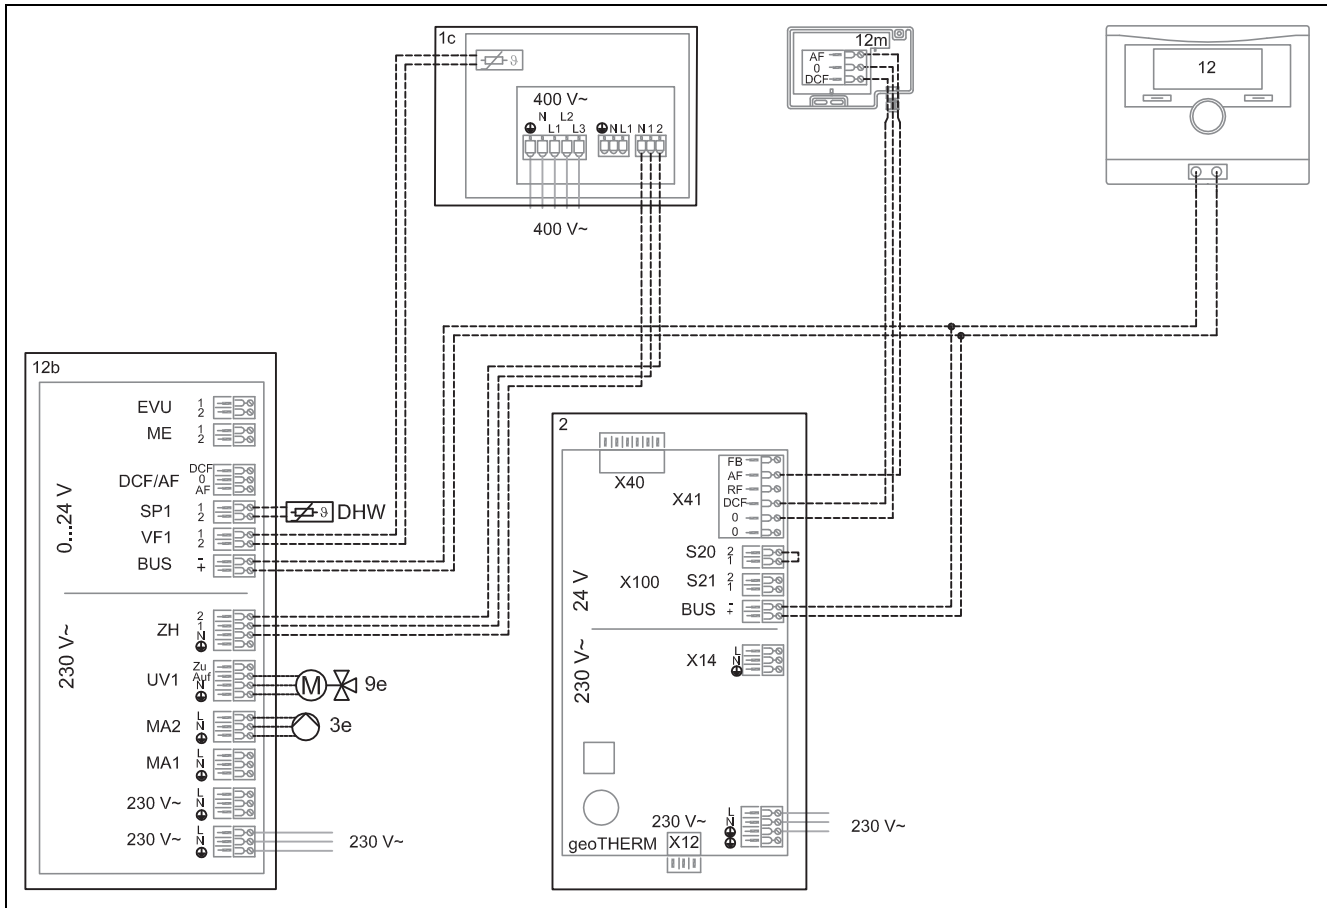 1c
400 V~
N L2
L1 L3
N L1
N 1 2
400 V~
12m
AF
0
DCF
12
12b
0...24 V
EVU 1
2
ME 1
2
DCF/AF DCF
0
AF
SP1 1
2
DHW
VF1 1
2
BUS -
+
230 V~
ZH 2
1
N
UV1 Zu
Auf
N
M 9e
MA2 L
N
3e
MA1 L
N
230 V~ L
N
230 V~ L
N
230 V~
2
X40
X41
FB
AF
RF
DCF
0
0
24 V
X100
S20 2
1
S21 2
1
BUS -
+
230 V~
X14 L
N
230 V~
L
N
230 V~
geoTHERM X12